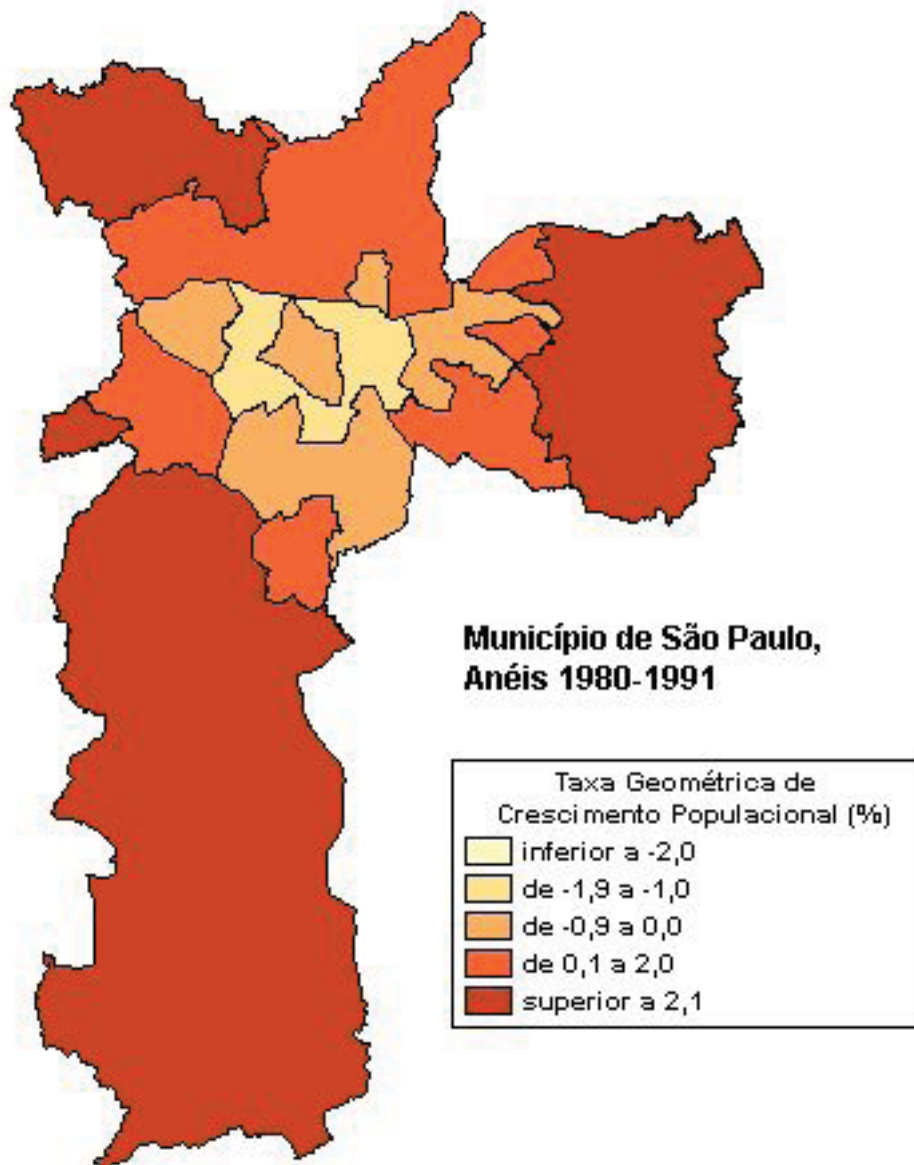 Município de São Paulo,
Anéis 1980-1991
Taxa Geométrica de
Crescimento Populacional (%)
inferior a -2,0
de -1,9 a -1,0
de -0,9 a 0,0
de 0,1 a 2,0
superior a 2,1